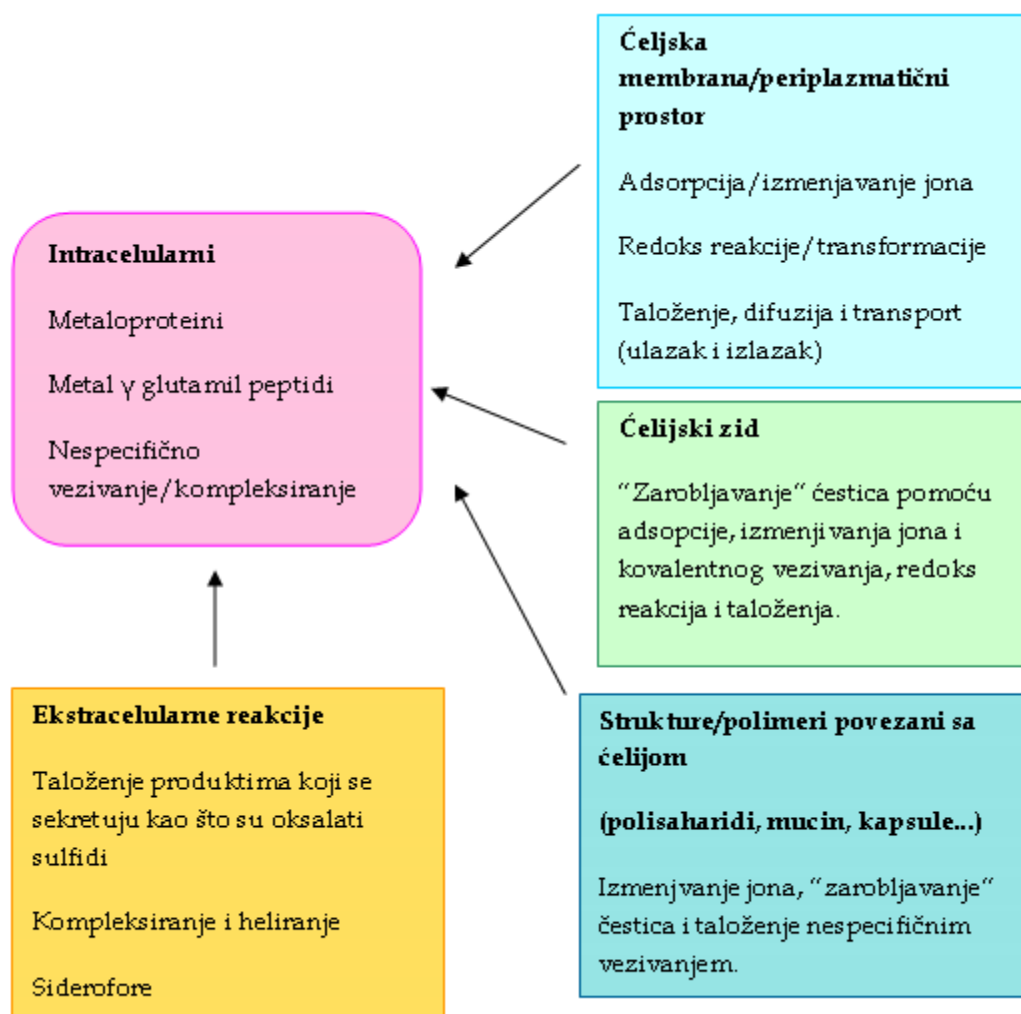 Ćeljska
membrana/periplazmatični
prostor
Adsorpcija/izmenjavanje jona
Redoks reakcije/transformacije
Taloženje, difuzija i transport
(ulazak i izlazak)
Intracelularni
Metaloproteini
Metal γ glutamil peptidi
Nespecifično
vezivanje/kompleksiranje
Ćelijski zid
“Zarobljavanje“ ćestica pomoću
adsopcije, izmenjivanja jona i
kovalentnog vezivanja, redoks
reakcija i taloženja.
Ekstracelularne reakcije
Taloženje produktima koji se
sekretuju kao što su oksalati
sulfidi
Kompleksiranje i heliranje
Siderofore
Strukture/polimeri povezani sa
ćelijom
(polisaharidi, mucin, kapsule...)
Izmenjvanje jona, “zarobljavanje“
čestica i taloženje nespecifičnim
vezivanjem.